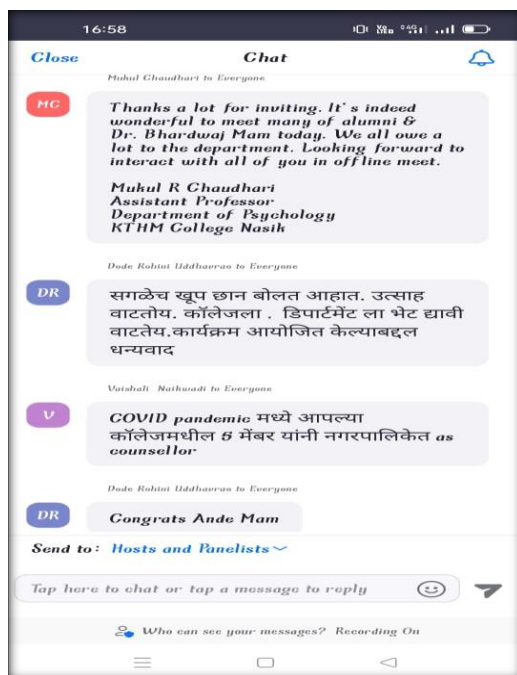 16:58
Close
Chat
Mukul Chaudhari to Everyone
MG
Thanks a lot for inviting. It's indeed
wonderful to meet many of alumni &
Dr. Bhardwaj Mam today. We all owe a
lot to the department. Looking forward to
interact with all of you in offline meet.
Mukul R Chaudhari
Assistant Professor
Department of Psychology
KTHM College Nasik
Dode Rohini Uddhavrao to Everyone
DR
सगळेच खूप छान बोलत आहात. उत्साह
वाटतोय. कॉलेजला . डिपार्टमेंट ला भेट द्यावी
वाटतेय.कार्यक्रम आयोजित केल्याबद्दल
धन्यवाद
Vaishali Naikwadi to Everyone
V
COVID pandemic मध्ये आपल्या
कॉलेजमधील 5 मेंबर यांनी नगरपालिकेत as
counsellor
Dode Rohini Uddhavrao to Everyone
DR
Congrats Ande Mam
Send to: Hosts and Panelists
Tap here to chat or tap a message to reply
Who can see your messages? Recording On